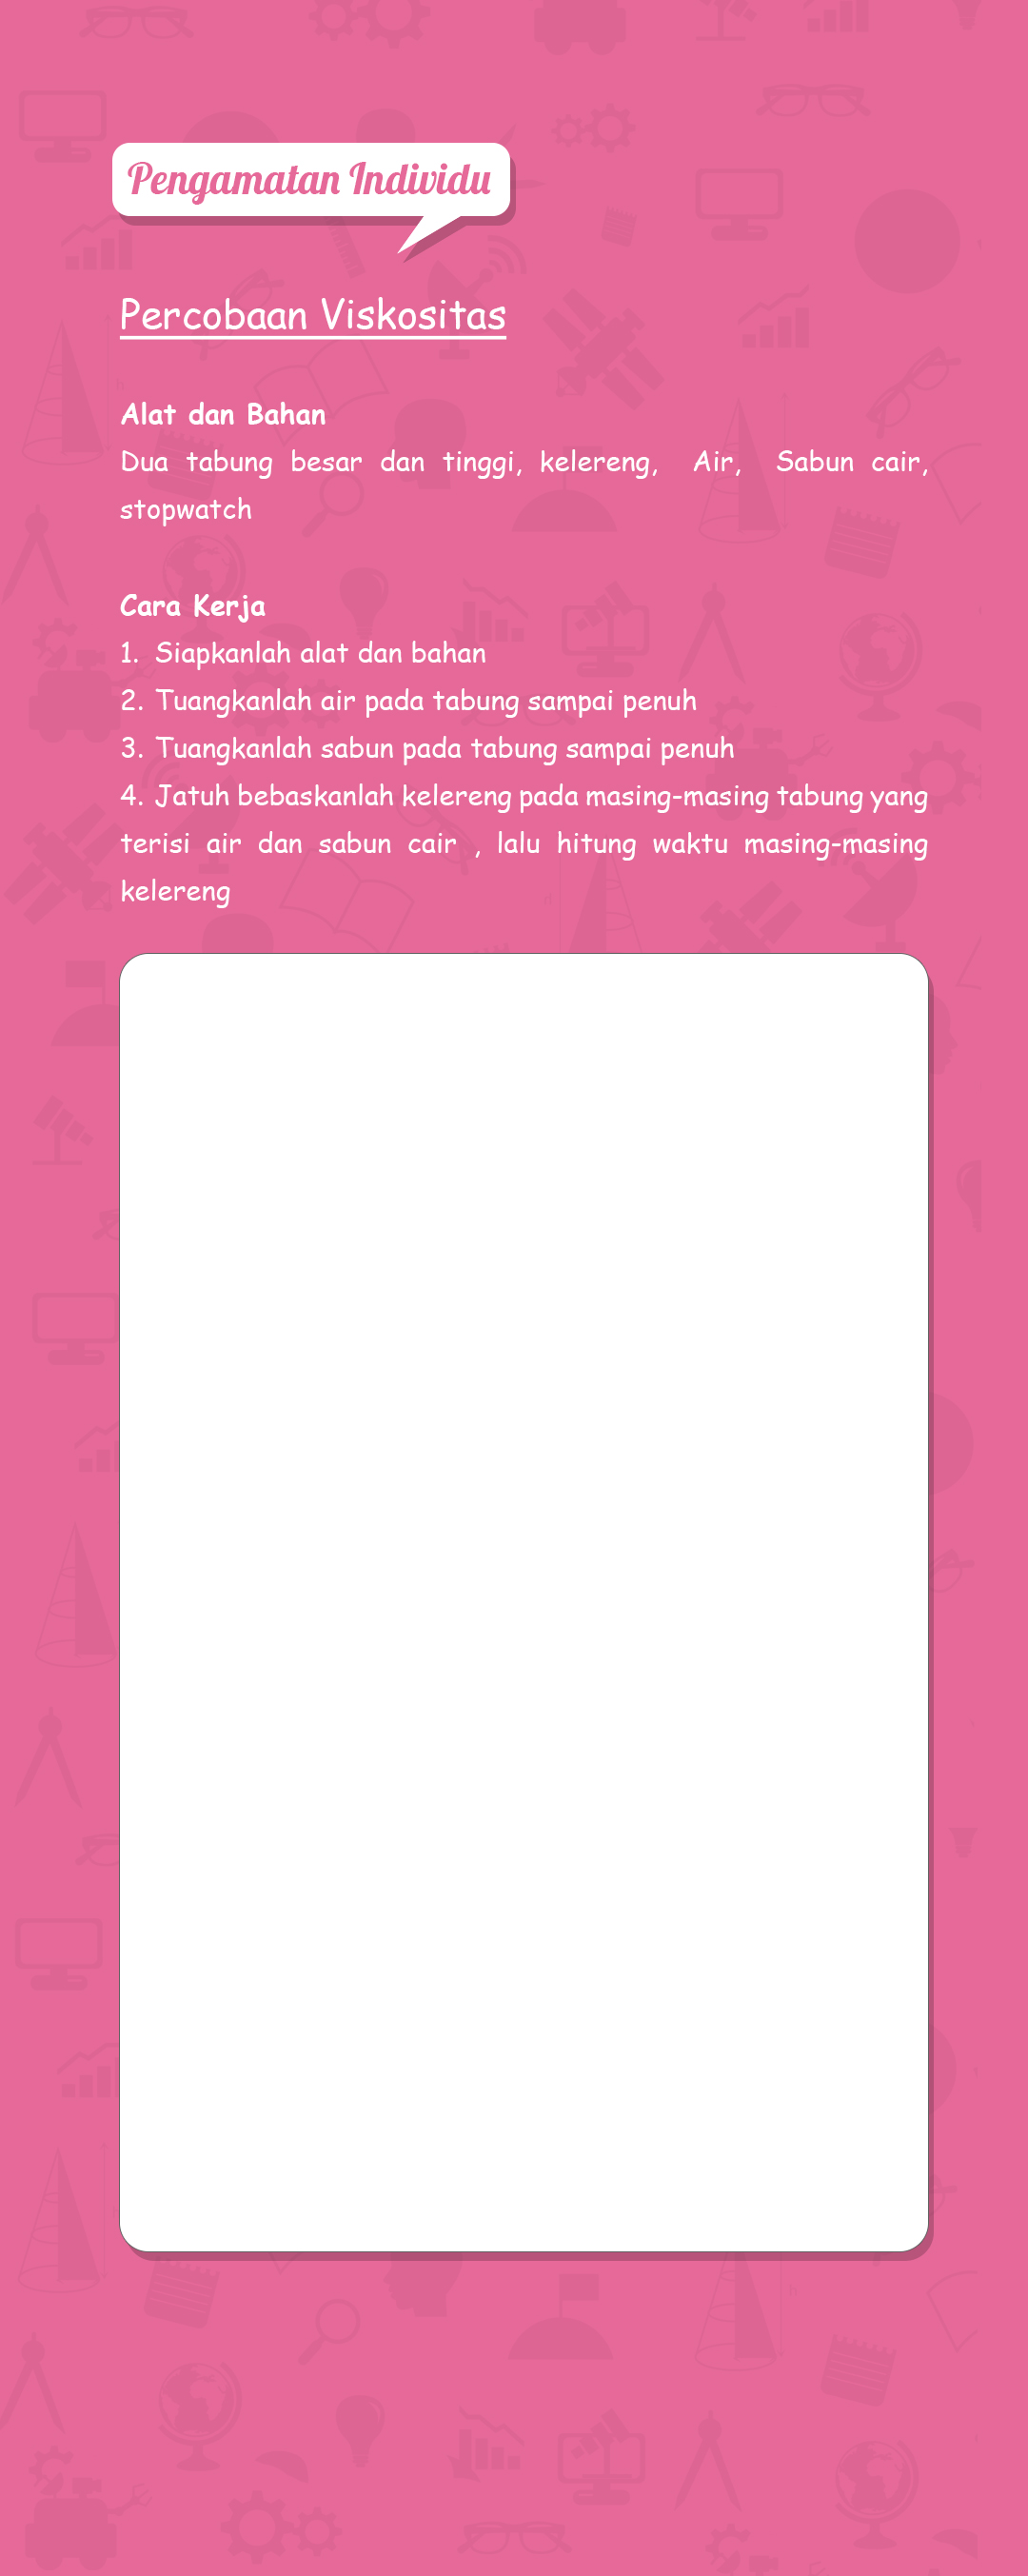 Pengamatan Individu
Percobaan Viskositas
Alat dan Bahan
Dua tabung besar dan tinggi, kelereng, Air, Sabun cair,
stopwatch
Cara Kerja
1. Siapkanlah alat dan bahan
2. Tuangkanlah air pada tabung sampai penuh
3. Tuangkanlah sabun pada tabung sampai penuh
4. Jatuh bebaskanlah kelereng pada masing-masing tabung yang
terisi air dan sabun cair , lalu hitung waktu masing-masing
kelereng